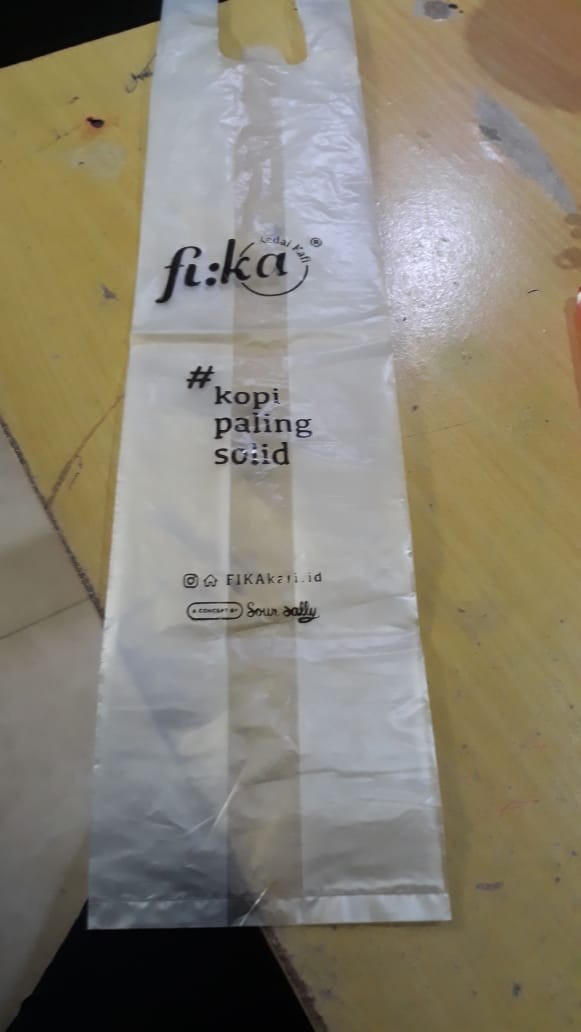 fi:ka Kedai Kafi ®
#kopi
paling
solid
FIKAkafi.id
A CONCEPT BY Sour Sally